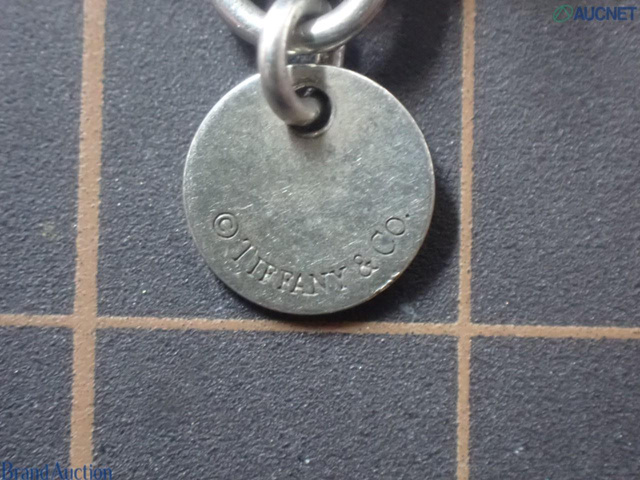 AUCNET
© TIFFANY & CO.
Brand Auction